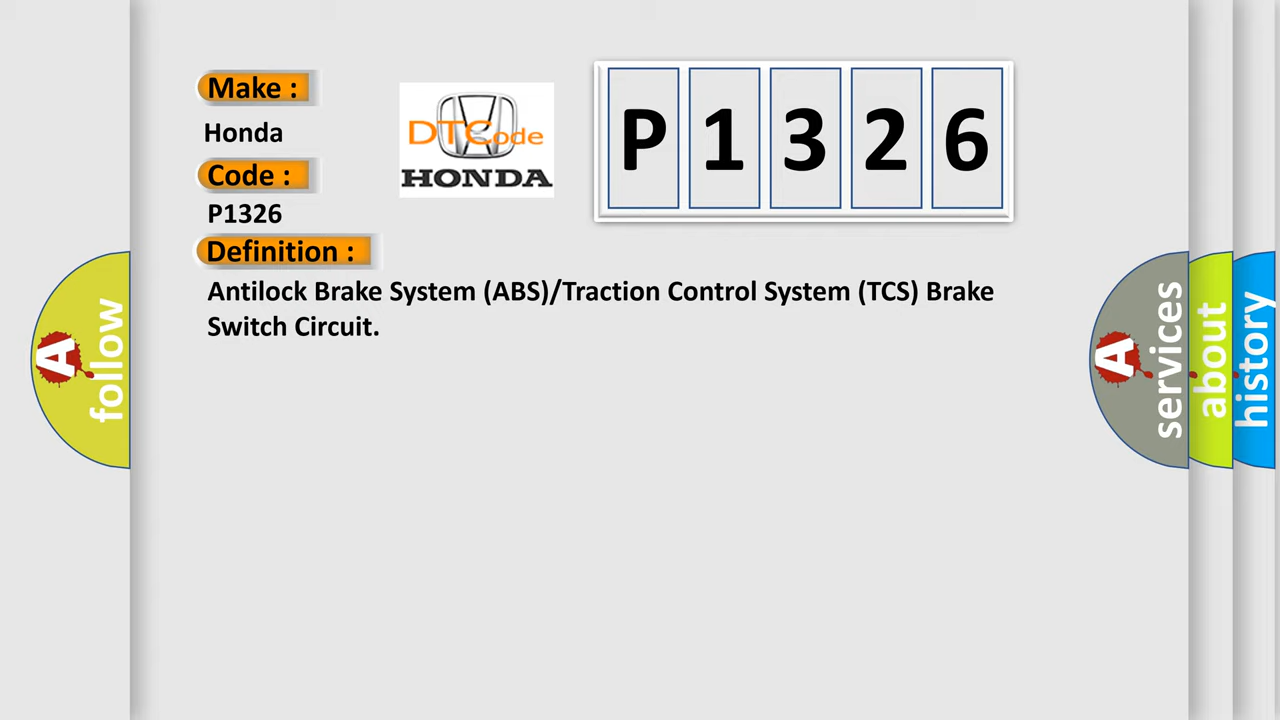 Make :
Honda
Code :
P1326
Definition :
Antilock Brake System (ABS)/Traction Control System (TCS) Brake
Switch Circuit.
DTCode
HONDA
P 1 3 2 6
A follow
A services
about
history